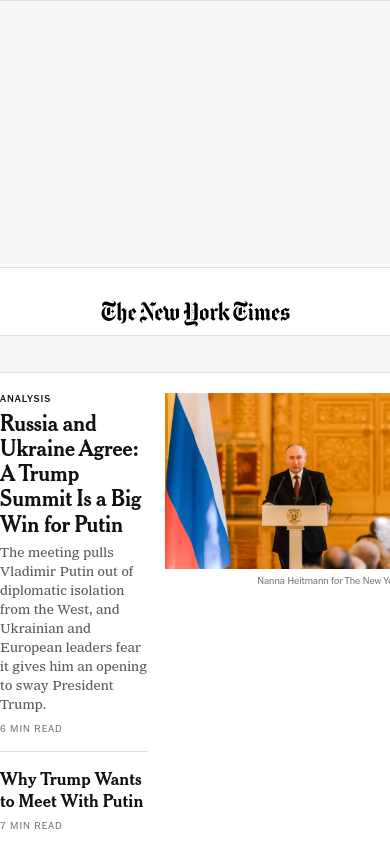 The New York Times
ANALYSIS
Russia and
Ukraine Agree:
A Trump
Summit Is a Big
Win for Putin
The meeting pulls
Vladimir Putin out of
diplomatic isolation
from the West, and
Ukrainian and
European leaders fear
it gives him an opening
to sway President
Trump.
6 MIN READ
Nanna Heitmann for The New Yo
Why Trump Wants
to Meet With Putin
7 MIN READ